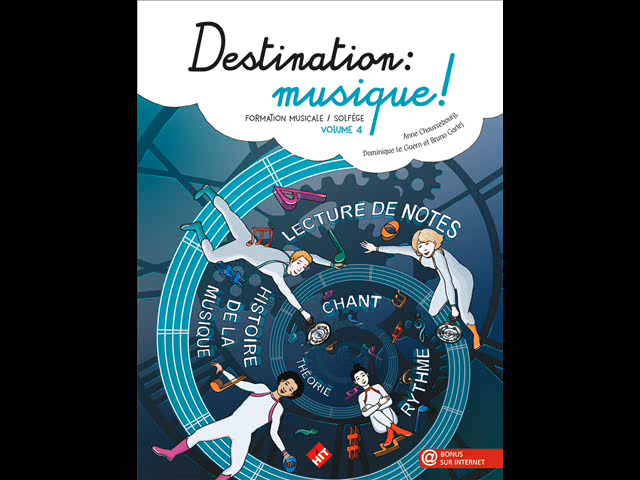 Destination:
musique!
FORMATION MUSICALE / SOLFÈGE
VOLUME 4
Anne Chaussebourg,
Dominique le Guern et Bruno Garlej
LECTURE DE NOTES
CHANT
HISTOIRE
DE LA
MUSIQUE
THÉORIE
RYTHME
HIT
@ BONUS
SUR INTERNET